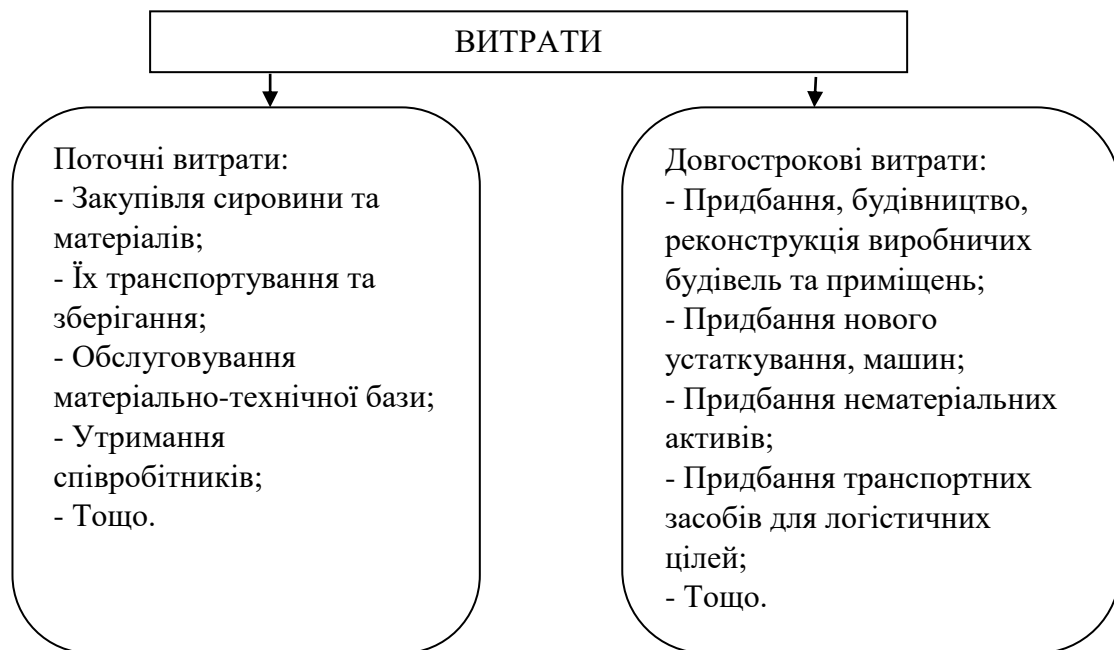 ВИТРАТИ
Поточні витрати:
- Закупівля сировини та
матеріалів;
- Їх транспортування та
зберігання;
- Обслуговування
матеріально-технічної бази;
- Утримання
співробітників;
- Тощо.
Довгострокові витрати:
- Придбання, будівництво,
реконструкція виробничих
будівель та приміщень;
- Придбання нового
устаткування, машин;
- Придбання нематеріальних
активів;
- Придбання транспортних
засобів для логістичних
цілей;
- Тощо.